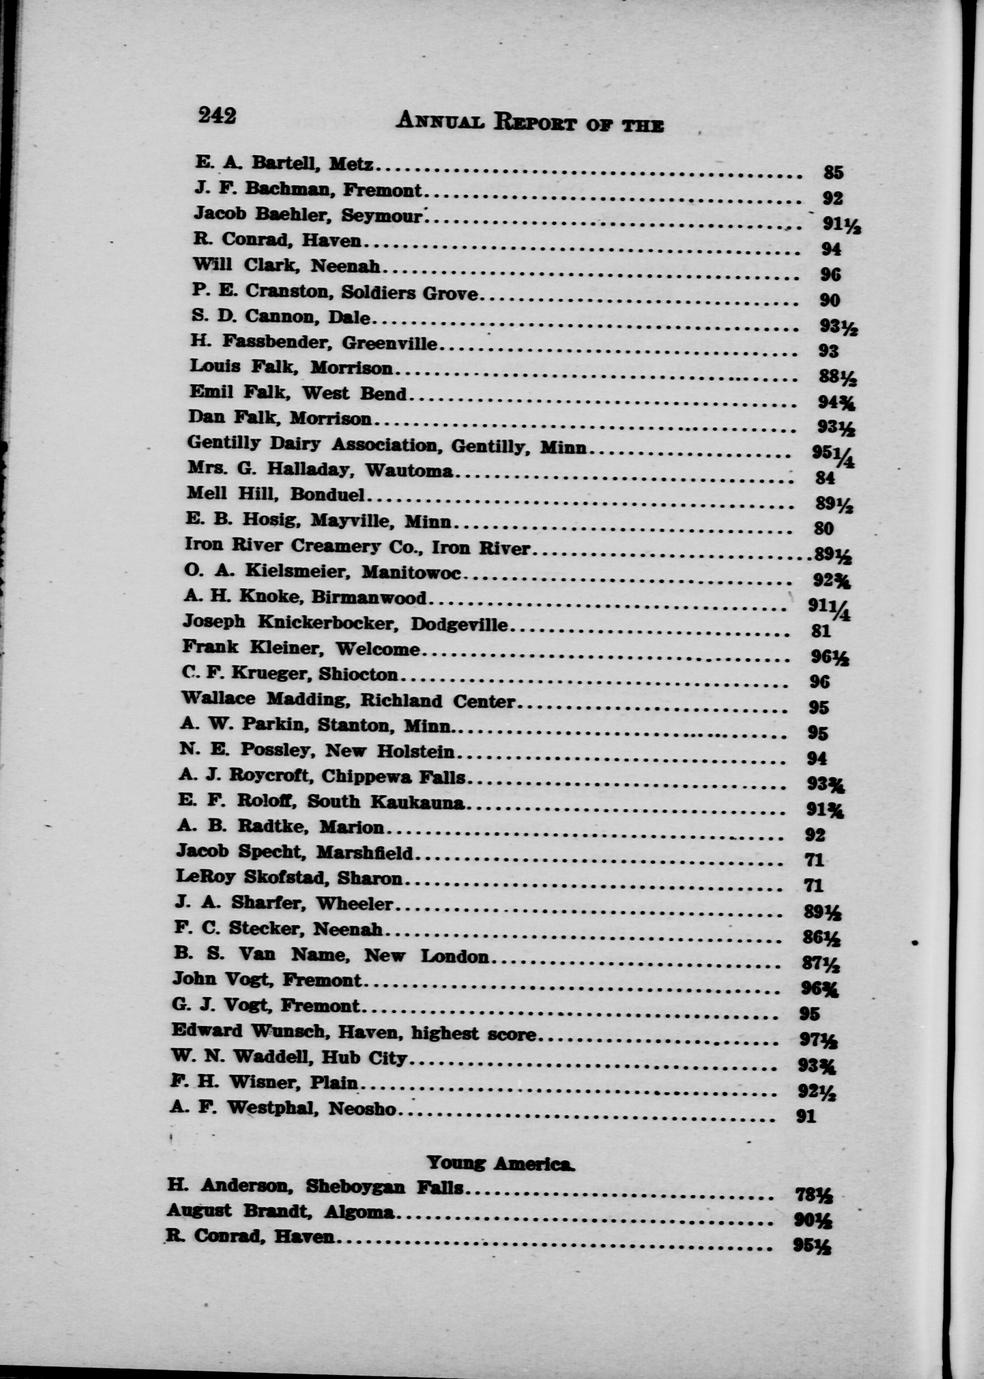 242 ANNUAL REPORT OF THE
E. A. Bartell, Metz........................................... 85
J. F. Bachman, Fremont...................................... 92
Jacob Baehler, Seymour...................................... 91½
R. Conrad, Haven............................................ 94
Will Clark, Neenah.......................................... 96
P. E. Cranston, Soldiers Grove................................ 90
S. D. Cannon, Dale........................................... 93½
H. Fassbender, Greenville.................................... 93
Louis Falk, Morrison......................................... 88½
Emil Falk, West Bend....................................... 94¾
Dan Falk, Morrison........................................... 93½
Gentilly Dairy Association, Gentilly, Minn..................... 95¼
Mrs. G. Halladay, Wautoma.................................. 84
Mell Hill, Bonduel........................................... 89½
E. B. Hosig, Mayville, Minn.................................. 80
Iron River Creamery Co., Iron River............................89½
O. A. Kielsmeier, Manitowoc................................. 92¾
A. H. Knoke, Birmanwood.................................... 91¼
Joseph Knickerbocker, Dodgeville............................ 81
Frank Kleiner, Welcome..................................... 96½
C. F. Krueger, Shiocton....................................... 96
Wallace Madding, Richland Center........................... 95
A. W. Parkin, Stanton, Minn.................................. 95
N. E. Possley, New Holstein................................. 94
A. J. Roycroft, Chippewa Falls................................ 93¾
E. F. Roloff, South Kaukauna................................ 91¾
A. B. Radtke, Marion........................................ 92
Jacob Specht, Marshfield..................................... 71
LeRoy Skofstad, Sharon...................................... 71
J. A. Sharfer, Wheeler....................................... 89½
F. C. Stecker, Neenah........................................ 86½
B. S. Van Name, New London............................. 87½
John Vogt, Fremont.......................................... 96¾
G. J. Vogt, Fremont.......................................... 95
Edward Wunsch, Haven, highest score........................ 97½
W. N. Waddell, Hub City..................................... 93¾
F. H. Wisner, Plain.......................................... 92½
A. F. Westphal, Neosho...................................... 91
Young America.
H. Anderson, Sheboygan Falls............................... 78½
August Brandt, Algoma...................................... 90½
R. Conrad, Haven............................................ 95½